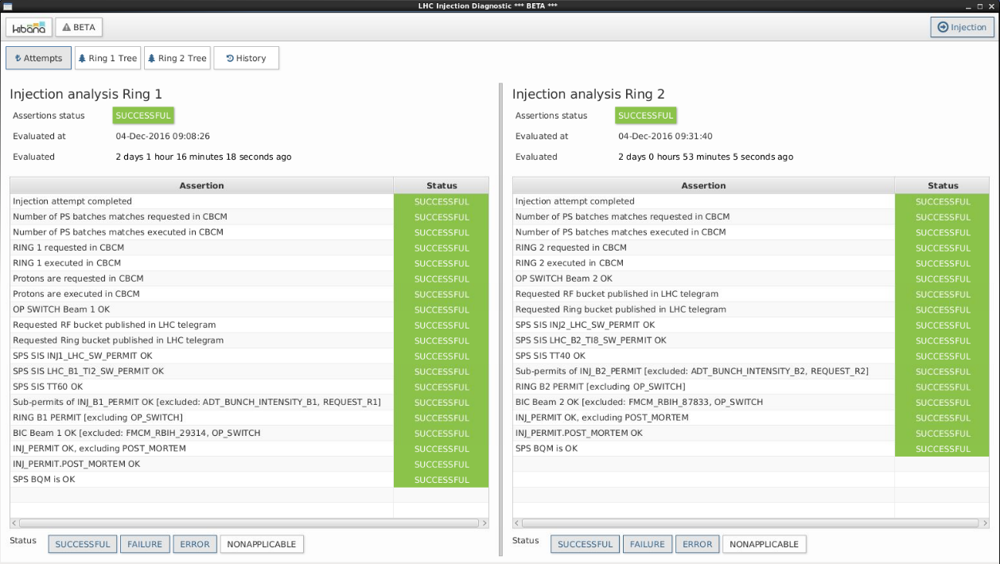 LHC Injection Diagnostic *** BETA ***
kibana BETA Injection
Attempts Ring 1 Tree Ring 2 Tree History
Injection analysis Ring 1
Assertions status SUCCESSFUL
Evaluated at 04-Dec-2016 09:08:26
Evaluated 2 days 1 hour 16 minutes 18 seconds ago
Assertion Status
Injection attempt completed SUCCESSFUL
Number of PS batches matches requested in CBCM SUCCESSFUL
Number of PS batches matches executed in CBCM SUCCESSFUL
RING 1 requested in CBCM SUCCESSFUL
RING 1 executed in CBCM SUCCESSFUL
Protons are requested in CBCM SUCCESSFUL
Protons are executed in CBCM SUCCESSFUL
OP SWITCH Beam 1 OK SUCCESSFUL
Requested RF bucket published in LHC telegram SUCCESSFUL
Requested Ring bucket published in LHC telegram SUCCESSFUL
SPS SIS INJ1_LHC_SW_PERMIT OK SUCCESSFUL
SPS SIS LHC_B1_TI2_SW_PERMIT OK SUCCESSFUL
SPS SIS TT60 OK SUCCESSFUL
Sub-permits of INJ_B1_PERMIT OK [excluded: ADT_BUNCH_INTENSITY_B1, REQUEST_R1] SUCCESSFUL
RING B1 PERMIT [excluding OP_SWITCH] SUCCESSFUL
BIC Beam 1 OK [excluded: FMCM_RBIH_29314, OP_SWITCH SUCCESSFUL
INJ_PERMIT OK, excluding POST_MORTEM SUCCESSFUL
INJ_PERMIT.POST_MORTEM OK SUCCESSFUL
SPS BQM is OK SUCCESSFUL
Status SUCCESSFUL FAILURE ERROR NONAPPLICABLE
Injection analysis Ring 2
Assertions status SUCCESSFUL
Evaluated at 04-Dec-2016 09:31:40
Evaluated 2 days 0 hours 53 minutes 5 seconds ago
Assertion Status
Injection attempt completed SUCCESSFUL
Number of PS batches matches requested in CBCM SUCCESSFUL
Number of PS batches matches executed in CBCM SUCCESSFUL
RING 2 requested in CBCM SUCCESSFUL
RING 2 executed in CBCM SUCCESSFUL
OP SWITCH Beam 2 OK SUCCESSFUL
Requested RF bucket published in LHC telegram SUCCESSFUL
Requested Ring bucket published in LHC telegram SUCCESSFUL
SPS SIS INJ2_LHC_SW_PERMIT OK SUCCESSFUL
SPS SIS LHC_B2_TI8_SW_PERMIT OK SUCCESSFUL
SPS SIS TT40 OK SUCCESSFUL
Sub-permits of INJ_B2_PERMIT [excluded: ADT_BUNCH_INTENSITY_B2, REQUEST_R2] SUCCESSFUL
RING B2 PERMIT [excluding OP_SWITCH] SUCCESSFUL
BIC Beam 2 OK [excluded: FMCM_RBIH_87833, OP_SWITCH SUCCESSFUL
INJ_PERMIT OK, excluding POST_MORTEM SUCCESSFUL
INJ_PERMIT.POST_MORTEM OK SUCCESSFUL
SPS BQM is OK SUCCESSFUL
Status SUCCESSFUL FAILURE ERROR NONAPPLICABLE